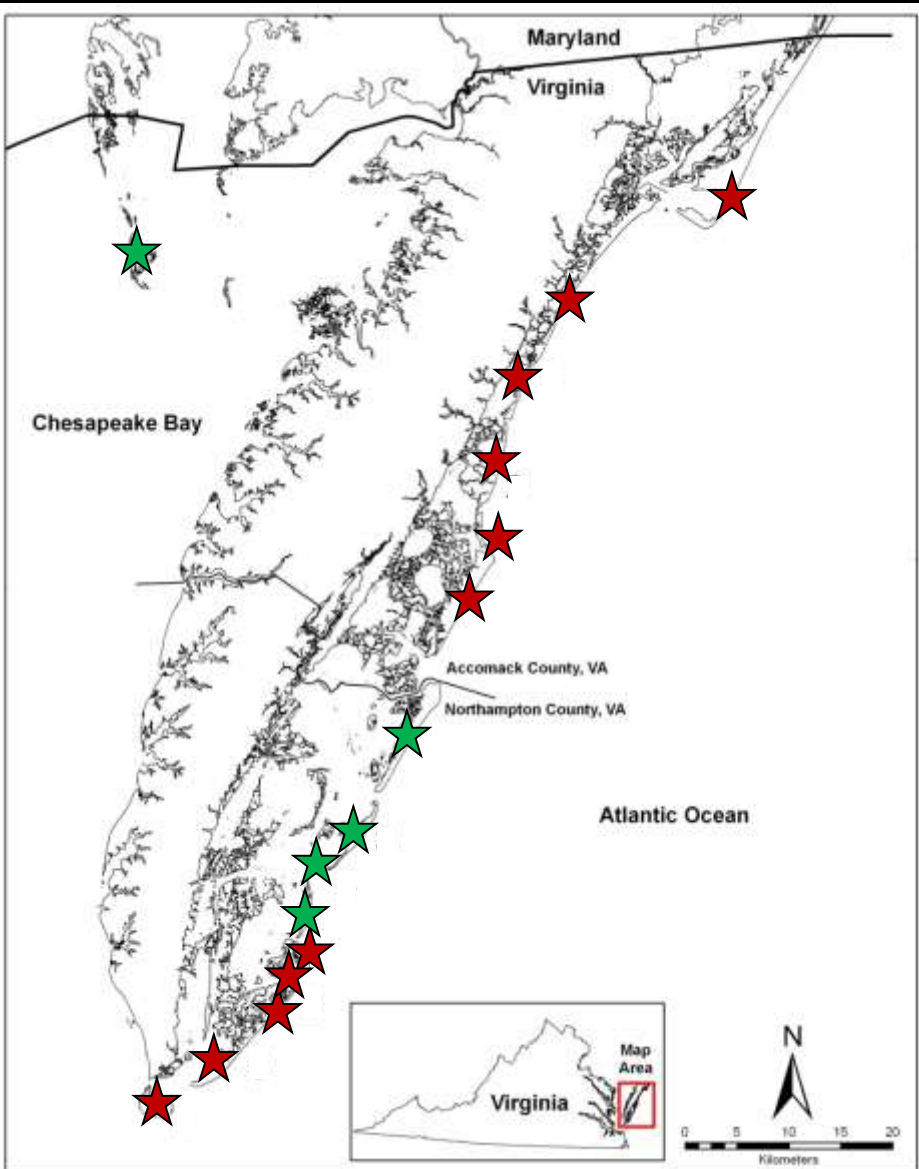 Maryland
Virginia
Chesapeake Bay
Accomack County, VA
Northampton County, VA
Atlantic Ocean
Map
Area
Virginia
N
0 5 10 15 20
Kilometers